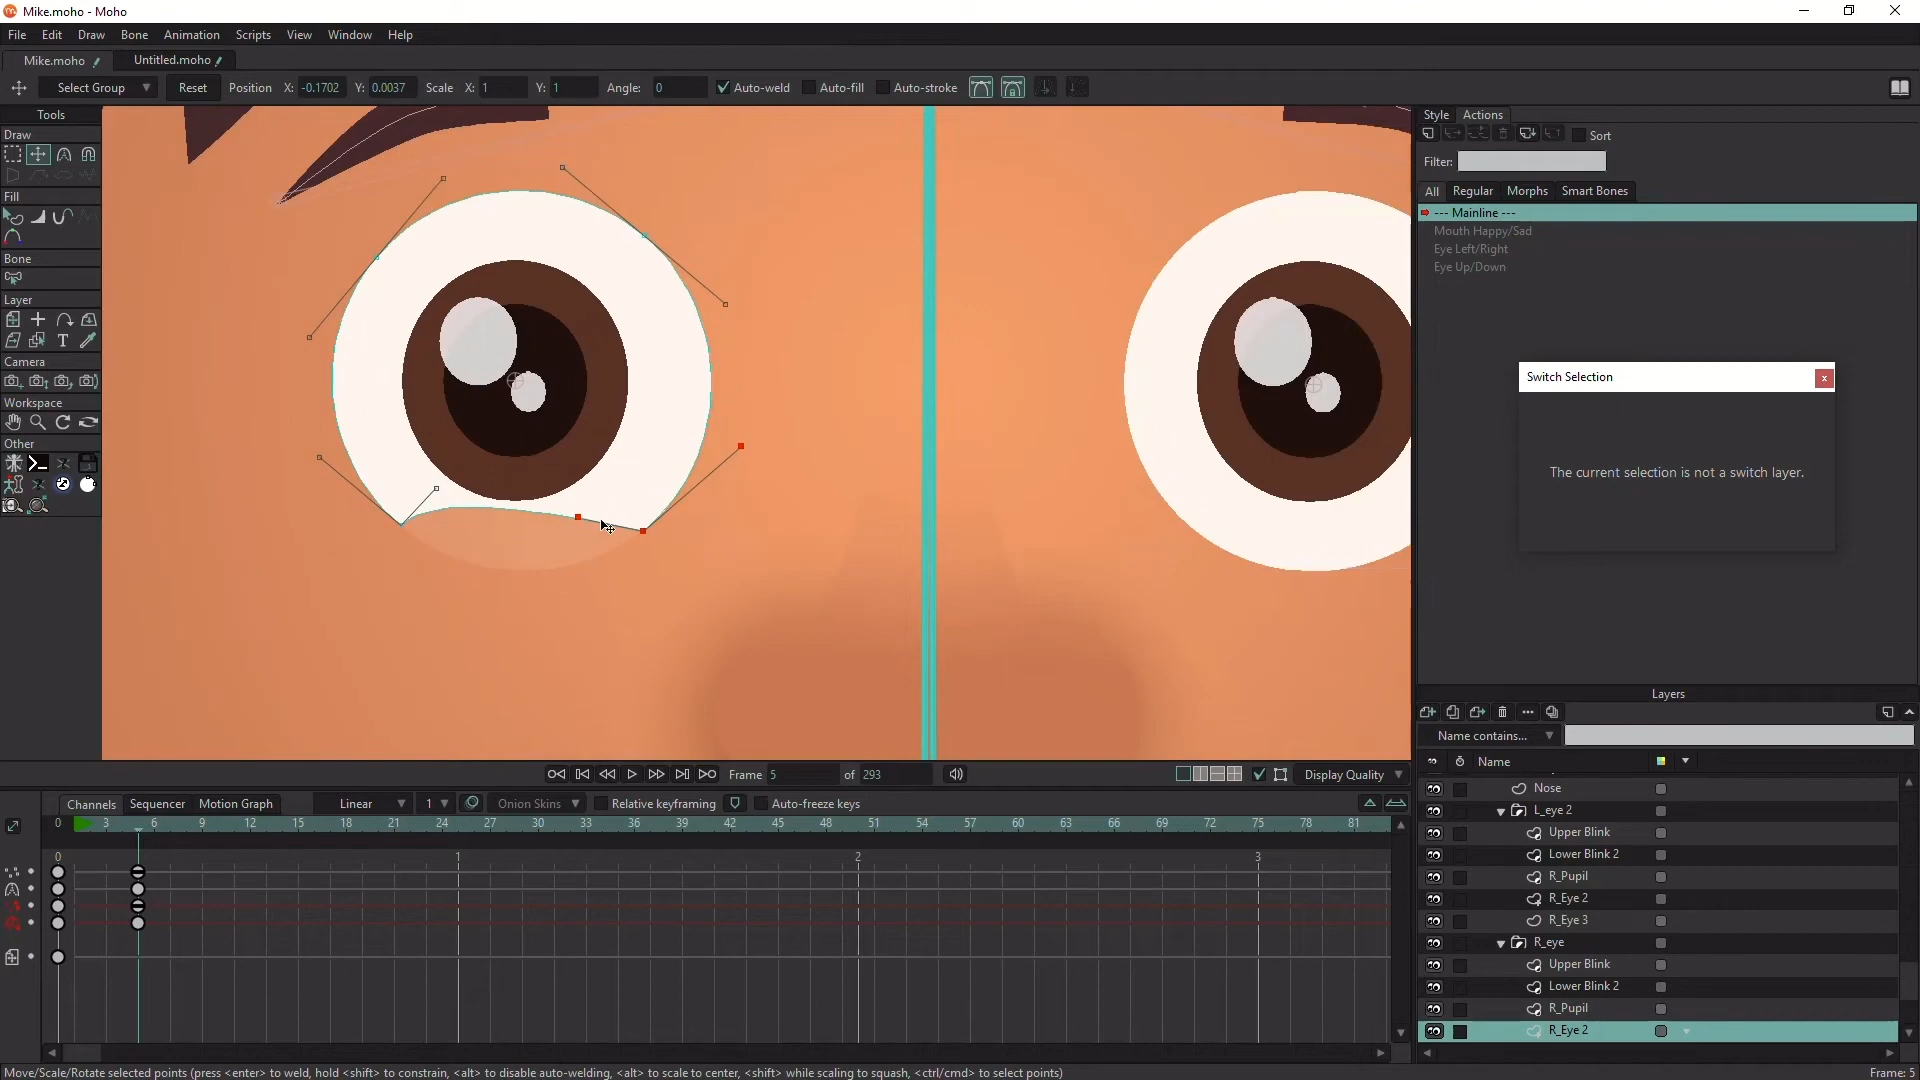 Mike.moho - Moho
File Edit Draw Bone Animation Scripts View Window Help
Mike.moho Untitled.moho
Select Group Reset Position X: -0.1702 Y: 0.0037 Scale X: 1 Y: 1 Angle: 0 Auto-weld Auto-fill Auto-stroke
Tools
Draw
Fill
Bone
Layer
Camera
Workspace
Other
Style Actions
Sort
Filter:
All Regular Morphs Smart Bones
--- Mainline ---
Mouth Happy/Sad
Eye Left/Right
Eye Up/Down
Switch Selection x
The current selection is not a switch layer.
Layers
Name contains...
Name
Nose
L_eye 2
Upper Blink
Lower Blink 2
R_Pupil
R_Eye 2
R_Eye 3
R_eye
Upper Blink
Lower Blink 2
R_Pupil
R_Eye 2
Frame 5 of 293 Display Quality
Channels Sequencer Motion Graph Linear 1 Onion Skins Relative keyframing Auto-freeze keys
0 3 6 9 12 15 18 21 24 27 30 33 36 39 42 45 48 51 54 57 60 63 66 69 72 75 78 81
0 1 2 3
Move/Scale/Rotate selected points (press <enter> to weld, hold <shift> to constrain, <alt> to disable auto-welding, <alt> to scale to center, <shift> while scaling to squash, <ctrl/cmd> to select points) Frame: 5